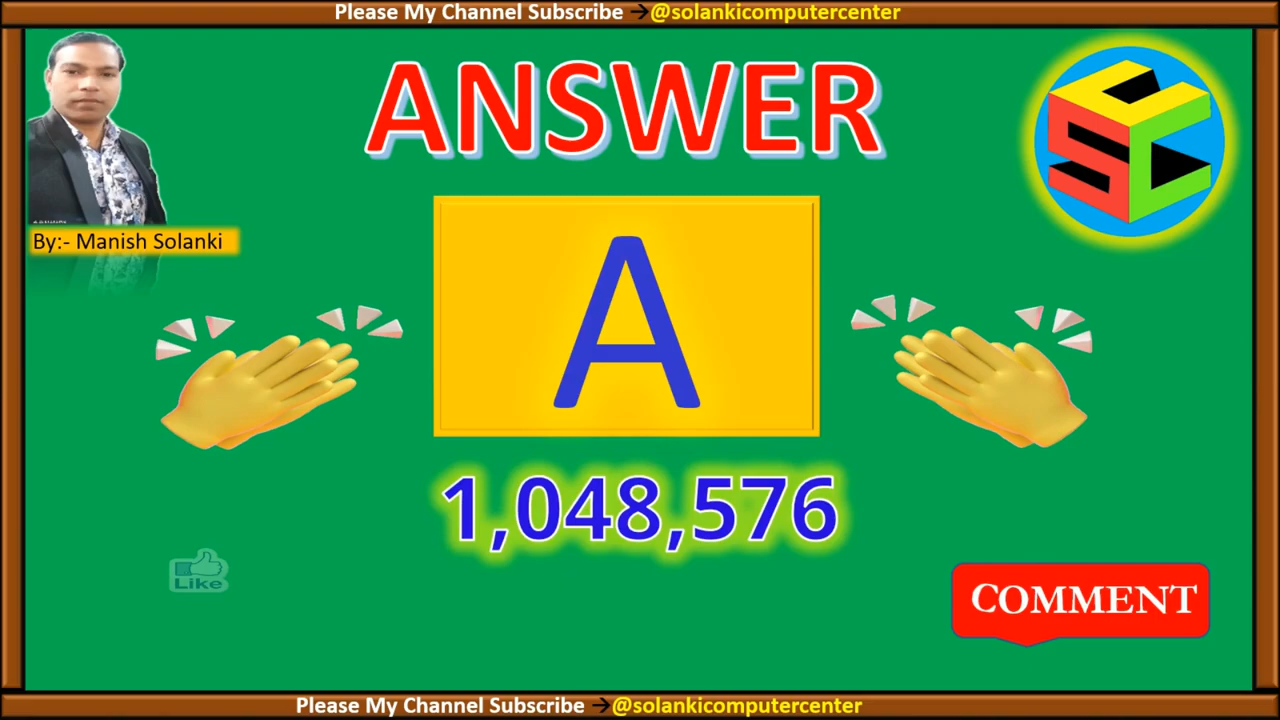 Please My Channel Subscribe →@solankicomputercenter
ANSWER
By:- Manish Solanki
A
1,048,576
Like
COMMENT
Please My Channel Subscribe →@solankicomputercenter